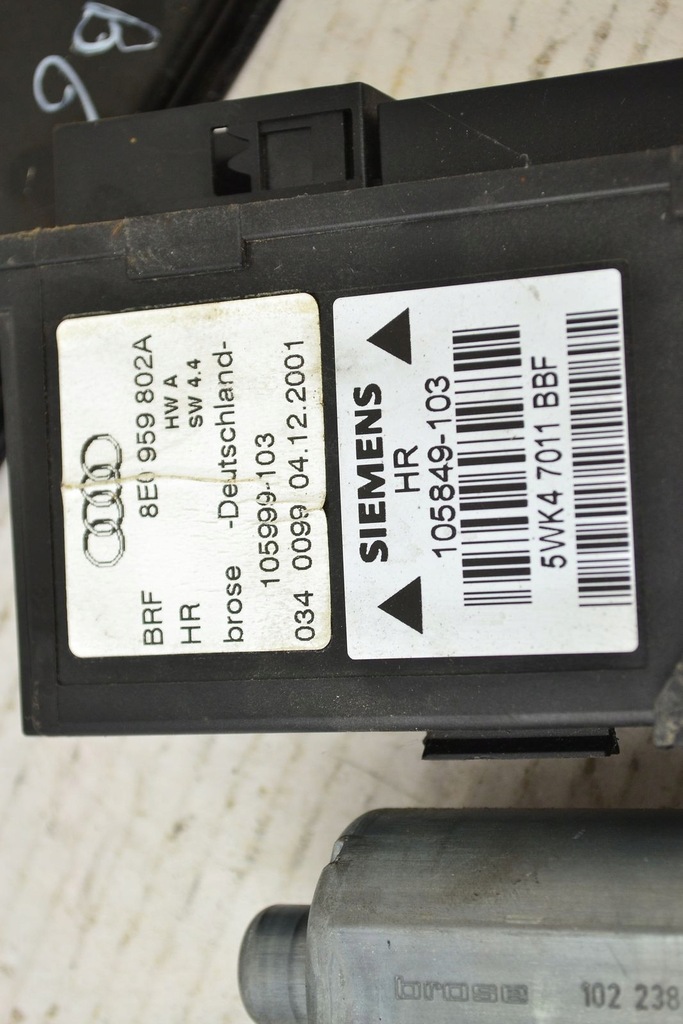 B6
8E0 959 802A
BRF HW A
HR SW 4.4
brose -Deutschland-
105999-103
034 0099 04.12.2001
SIEMENS
HR
105849-103
5WK4 7011 BBF
brose 102 238